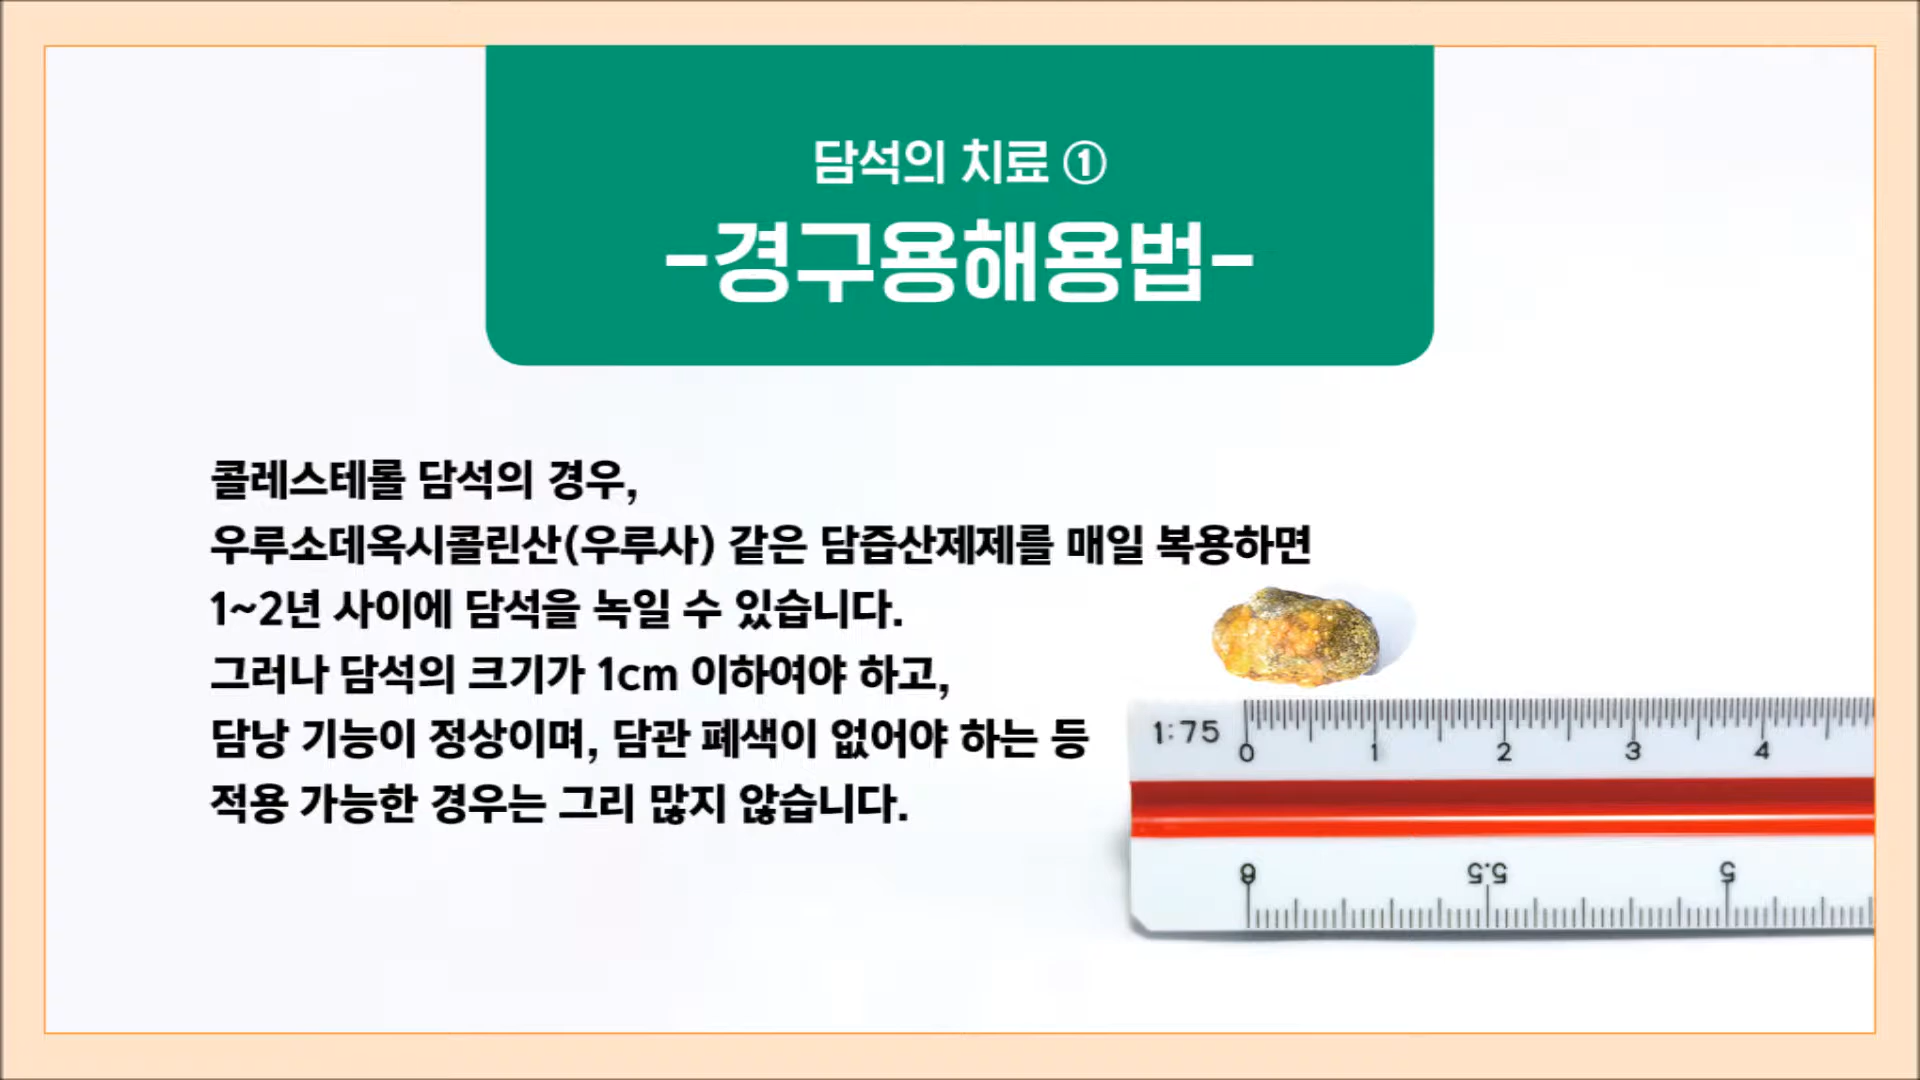 담석의 치료 ①
-경구용해용법-
콜레스테롤 담석의 경우,
우루소데옥시콜린산(우루사) 같은 담즙산제제를 매일 복용하면
1~2년 사이에 담석을 녹일 수 있습니다.
그러나 담석의 크기가 1cm 이하여야 하고,
담낭 기능이 정상이며, 담관 폐색이 없어야 하는 등
적용 가능한 경우는 그리 많지 않습니다.
1:75 0 1 2 3 4
6 5.5 5